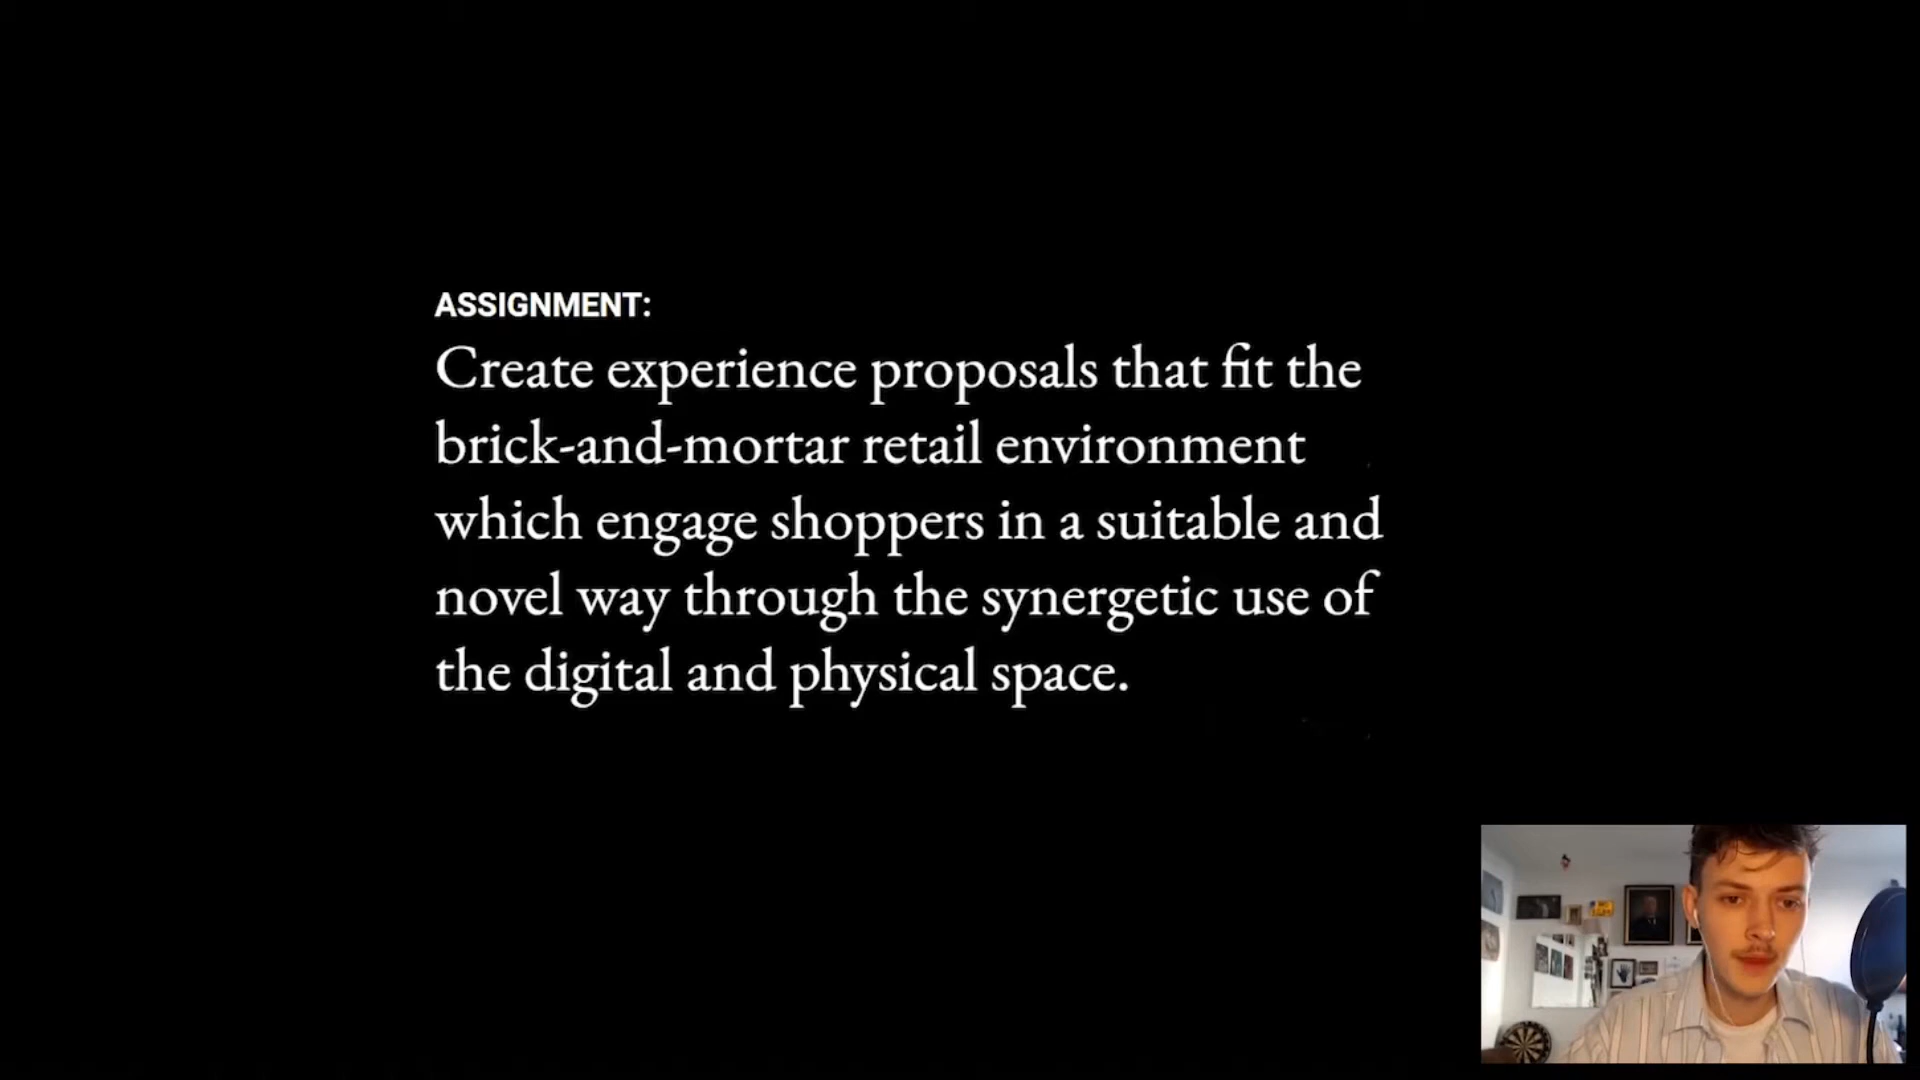 ASSIGNMENT:
Create experience proposals that fit the
brick-and-mortar retail environment
which engage shoppers in a suitable and
novel way through the synergetic use of
the digital and physical space.